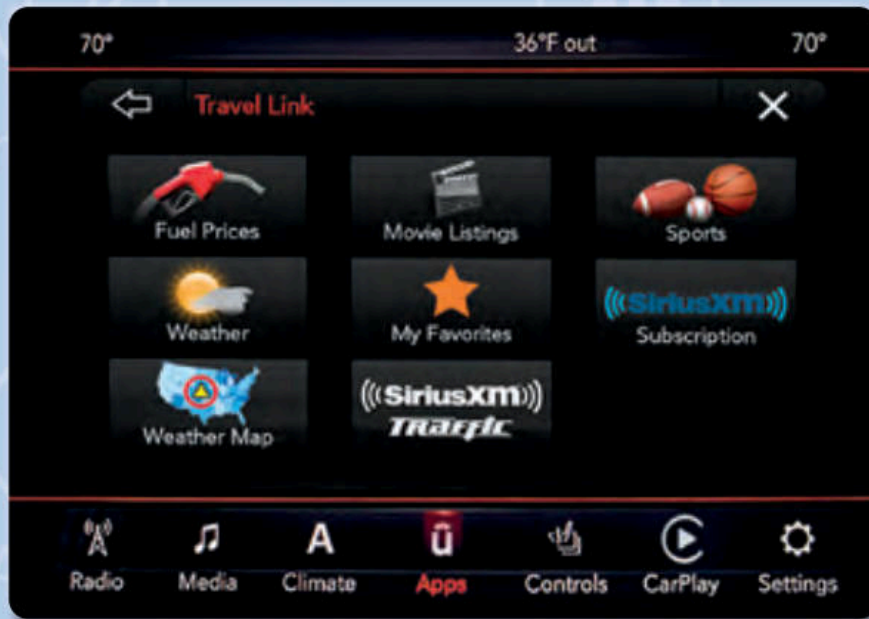 70° 36°F out 70°
Travel Link
Fuel Prices Movie Listings Sports
Weather My Favorites ((SiriusXM))
Subscription
Weather Map ((SiriusXM))
Traffic
A û
Radio Media Climate Apps Controls CarPlay Settings